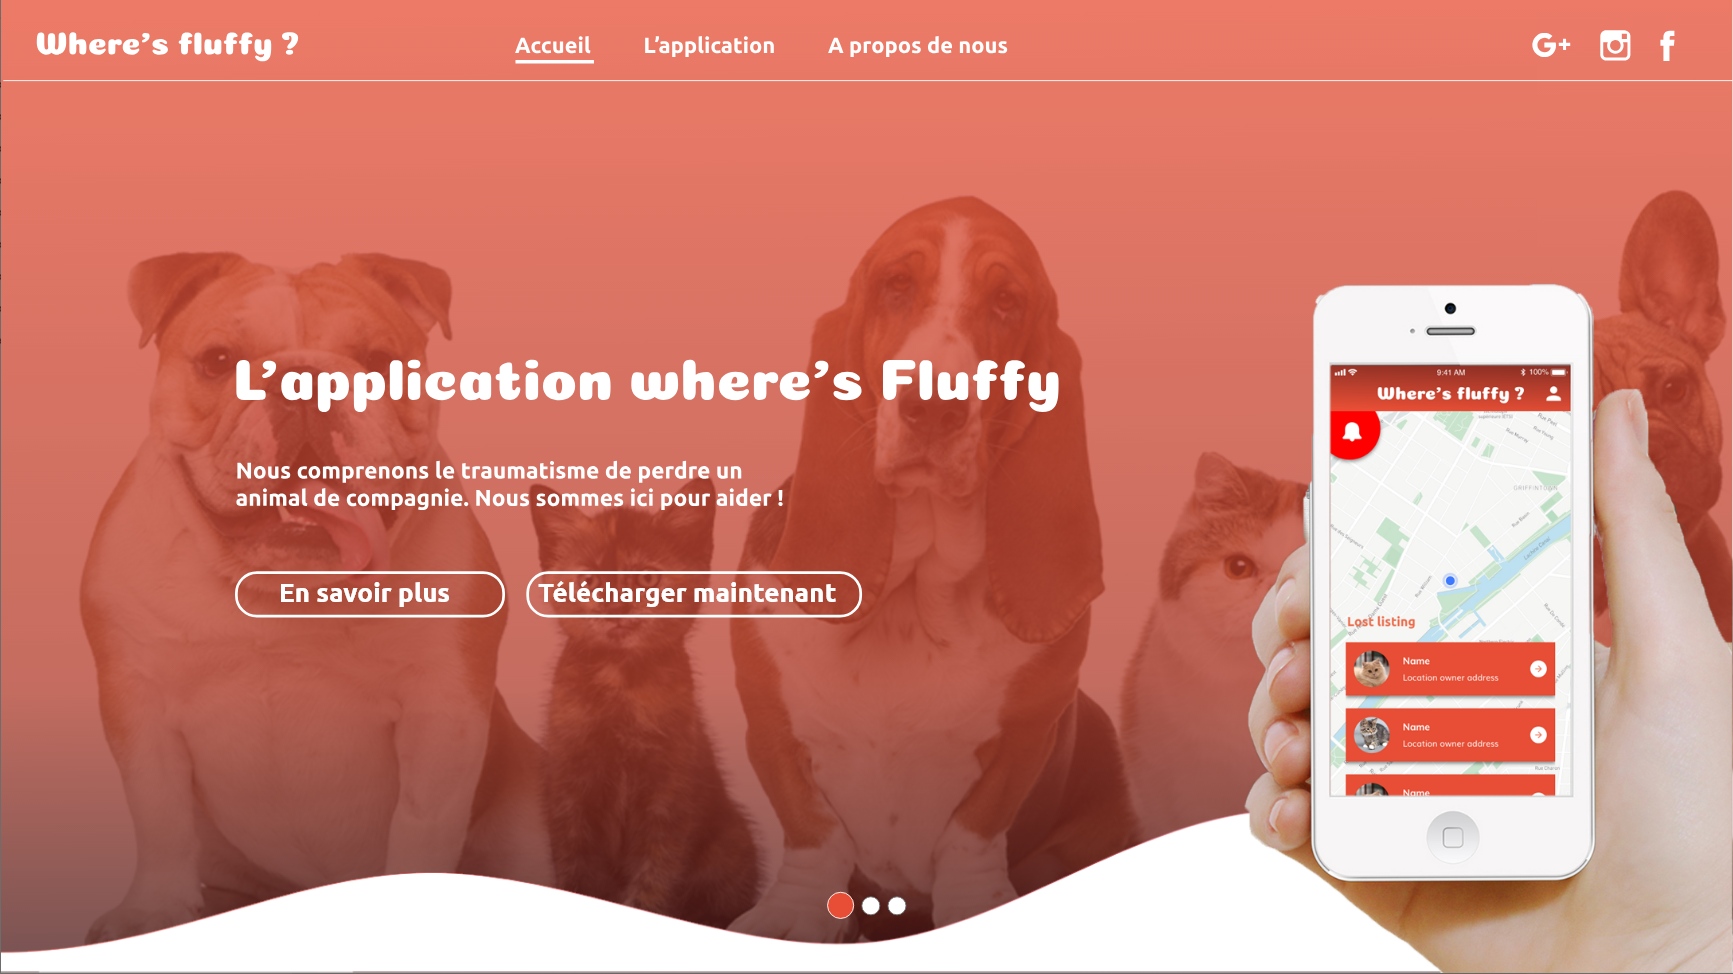 Where's fluffy ?
Accueil
L'application
A propos de nous
G+
f
L'application where's Fluffy
Nous comprenons le traumatisme de perdre un
animal de compagnie. Nous sommes ici pour aider !
En savoir plus
Télécharger maintenant
9:41 AM
100%
Where's fluffy ?
GRIFFINTOWN
Lost listing
Name
Location owner address
Name
Location owner address
Name